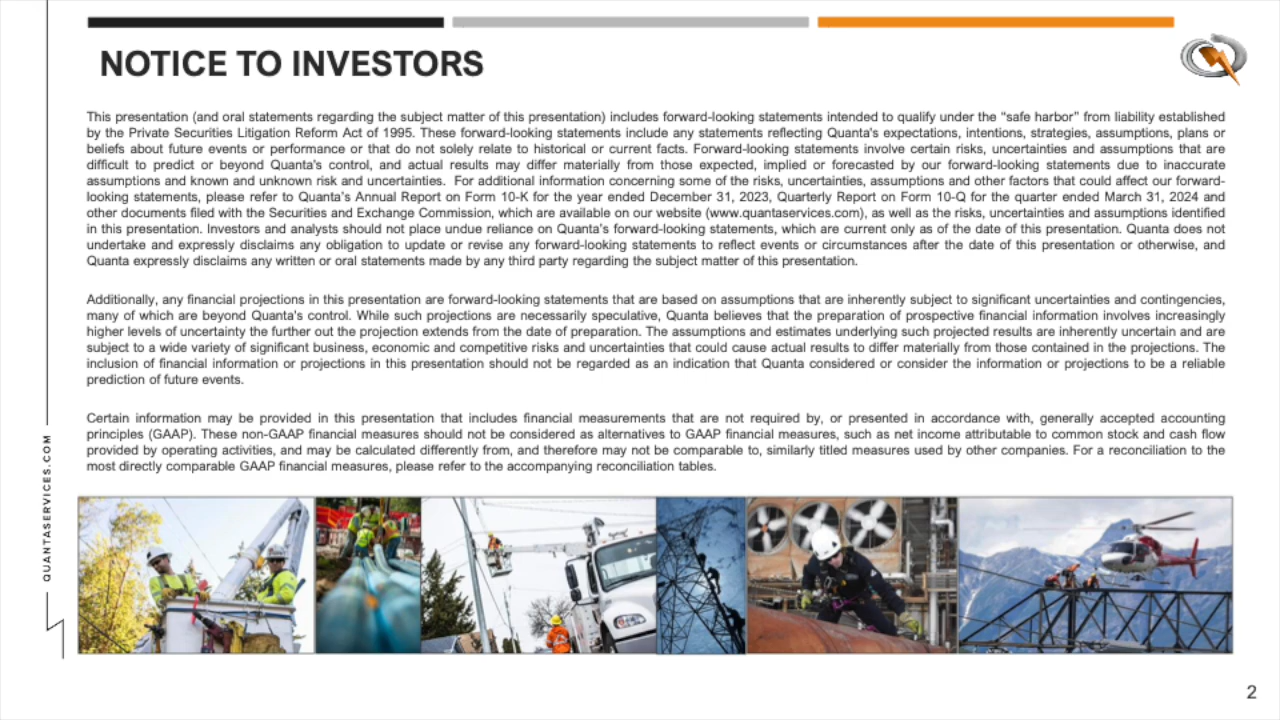 NOTICE TO INVESTORS
This presentation (and oral statements regarding the subject matter of this presentation) includes forward-looking statements intended to qualify under the “safe harbor” from liability established
by the Private Securities Litigation Reform Act of 1995. These forward-looking statements include any statements reflecting Quanta's expectations, intentions, strategies, assumptions, plans or
beliefs about future events or performance or that do not solely relate to historical or current facts. Forward-looking statements involve certain risks, uncertainties and assumptions that are
difficult to predict or beyond Quanta's control, and actual results may differ materially from those expected, implied or forecasted by our forward-looking statements due to inaccurate
assumptions and known and unknown risk and uncertainties. For additional information concerning some of the risks, uncertainties, assumptions and other factors that could affect our forward-
looking statements, please refer to Quanta's Annual Report on Form 10-K for the year ended December 31, 2023, Quarterly Report on Form 10-Q for the quarter ended March 31, 2024 and
other documents filed with the Securities and Exchange Commission, which are available on our website (www.quantaservices.com), as well as the risks, uncertainties and assumptions identified
in this presentation. Investors and analysts should not place undue reliance on Quanta's forward-looking statements, which are current only as of the date of this presentation. Quanta does not
undertake and expressly disclaims any obligation to update or revise any forward-looking statements to reflect events or circumstances after the date of this presentation or otherwise, and
Quanta expressly disclaims any written or oral statements made by any third party regarding the subject matter of this presentation.
Additionally, any financial projections in this presentation are forward-looking statements that are based on assumptions that are inherently subject to significant uncertainties and contingencies,
many of which are beyond Quanta's control. While such projections are necessarily speculative, Quanta believes that the preparation of prospective financial information involves increasingly
higher levels of uncertainty the further out the projection extends from the date of preparation. The assumptions and estimates underlying such projected results are inherently uncertain and are
subject to a wide variety of significant business, economic and competitive risks and uncertainties that could cause actual results to differ materially from those contained in the projections. The
inclusion of financial information or projections in this presentation should not be regarded as an indication that Quanta considered or consider the information or projections to be a reliable
prediction of future events.
Certain information may be provided in this presentation that includes financial measurements that are not required by, or presented in accordance with, generally accepted accounting
principles (GAAP). These non-GAAP financial measures should not be considered as alternatives to GAAP financial measures, such as net income attributable to common stock and cash flow
provided by operating activities, and may be calculated differently from, and therefore may not be comparable to, similarly titled measures used by other companies. For a reconciliation to the
most directly comparable GAAP financial measures, please refer to the accompanying reconciliation tables.
QUANTASERVICES.COM
2